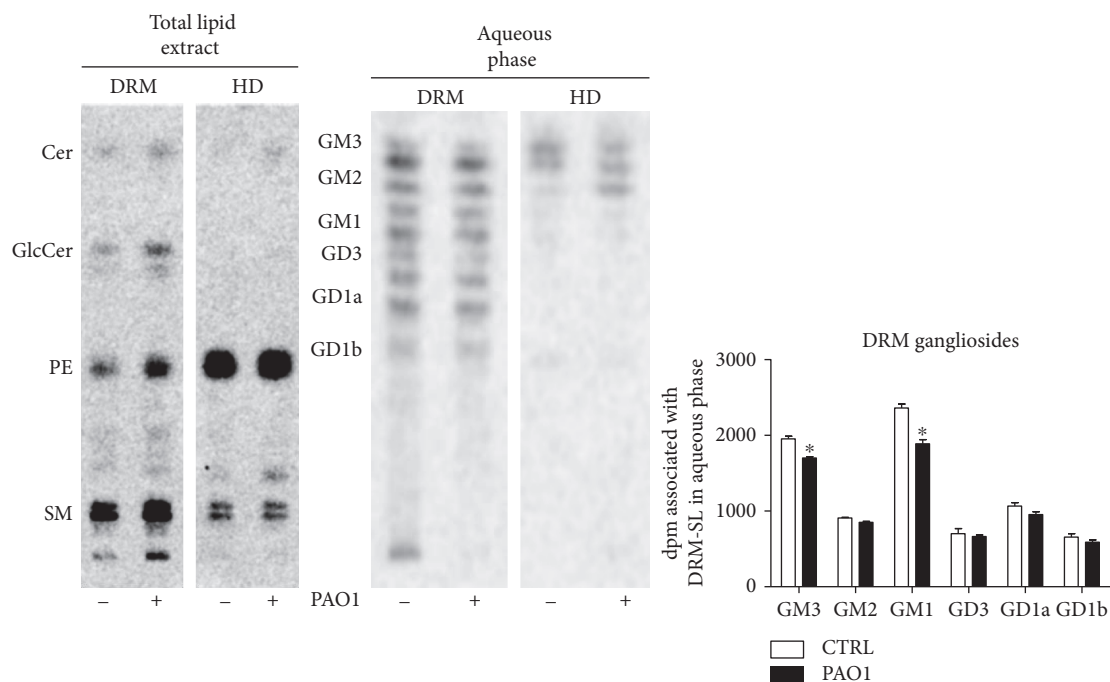 Total lipid
extract
DRM HD
Cer
GlcCer
PE
SM
– + – +
Aqueous
phase
DRM HD
GM3
GM2
GM1
GD3
GD1a
GD1b
PAO1 – + – +
DRM gangliosides
dpm associated with
DRM-SL in aqueous phase
3000
2000
1000
0
* *
GM3 GM2 GM1 GD3 GD1a GD1b
CTRL
PAO1